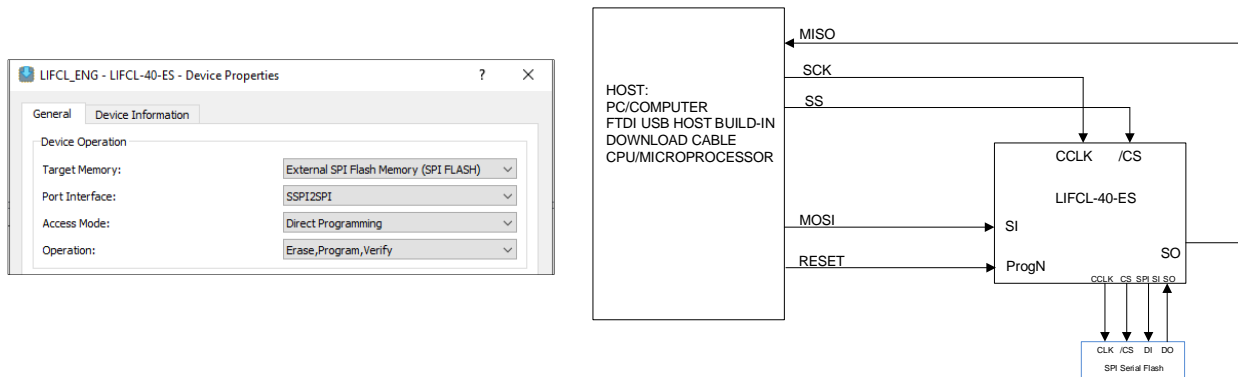 LIFCL_ENG - LIFCL-40-ES - Device Properties ? ×
General Device Information
Device Operation
Target Memory: External SPI Flash Memory (SPI FLASH)
Port Interface: SSPI2SPI
Access Mode: Direct Programming
Operation: Erase,Program,Verify
MISO
SCK
SS
HOST:
PC/COMPUTER
FTDI USB HOST BUILD-IN
DOWNLOAD CABLE
CPU/MICROPROCESSOR
MOSI
RESET
CCLK /CS
LIFCL-40-ES
SI
SO
ProgN
CCLK CS SPI SI SO
CLK /CS DI DO
SPI Serial Flash